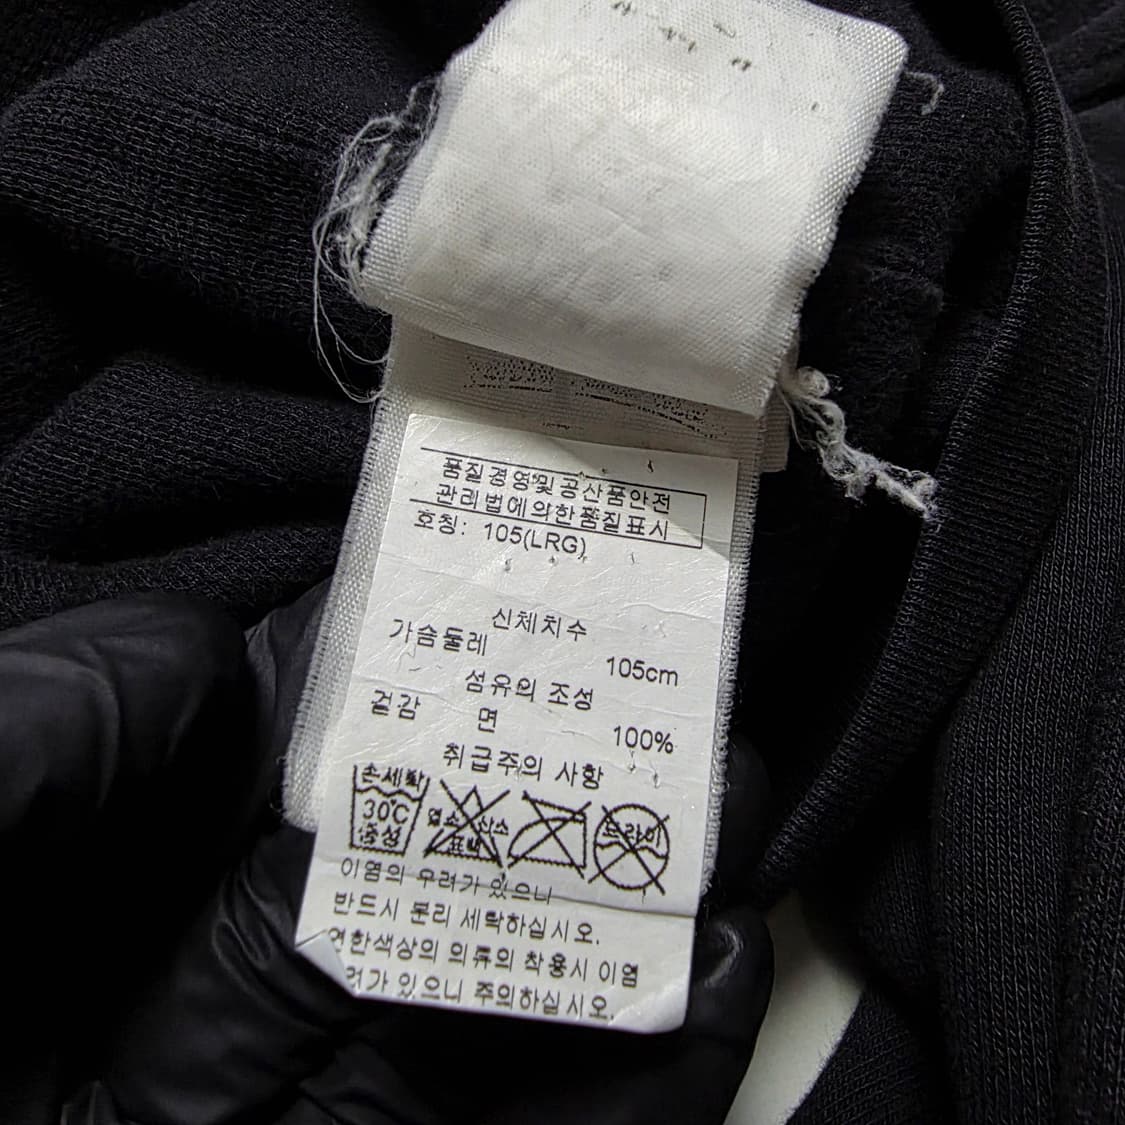 품질경영및공산품안전
관리법에의한품질표시
호칭: 105(LRG)
신체치수
가슴둘레
105cm
섬유의 조성
겉감 면 100%
취급주의 사항
손세탁
30℃
중성
염소 산소
표백
드라이
이염의 우려가 있으니
반드시 분리 세탁하십시오.
연한색상의 의류의 착용시 이염
려가 있으니 주의하십시오.